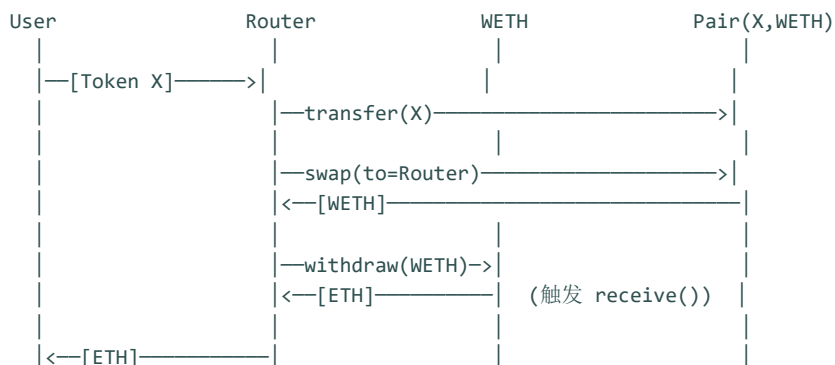 User Router WETH Pair(X,WETH)
[Token X]
transfer(X)
swap(to=Router)
[WETH]
withdraw(WETH)
[ETH] (触发 receive())
[ETH]